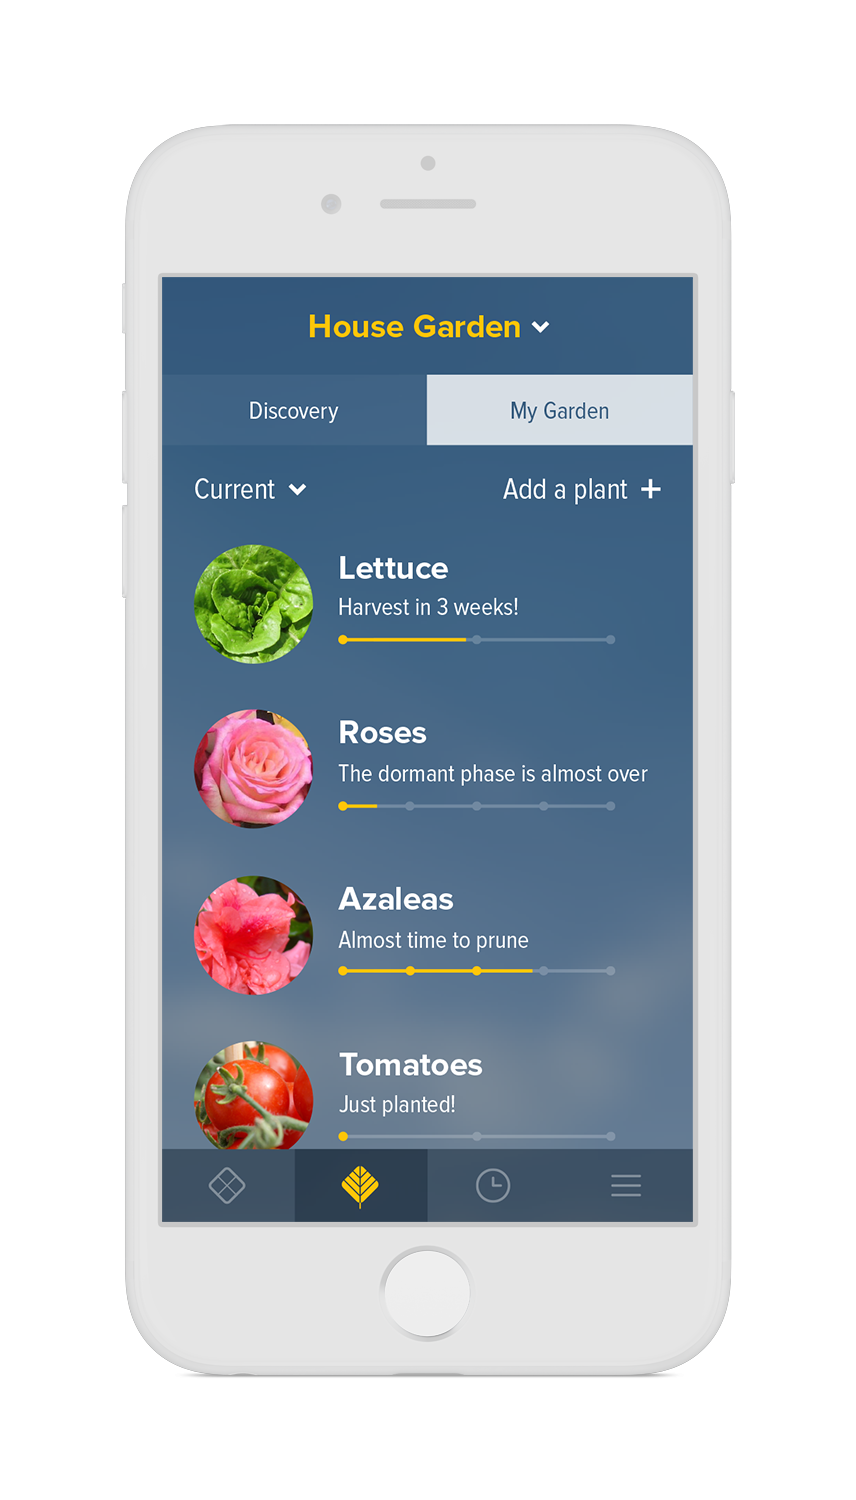 House Garden
Discovery
My Garden
Current
Add a plant +
Lettuce
Harvest in 3 weeks!
Roses
The dormant phase is almost over
Azaleas
Almost time to prune
Tomatoes
Just planted!